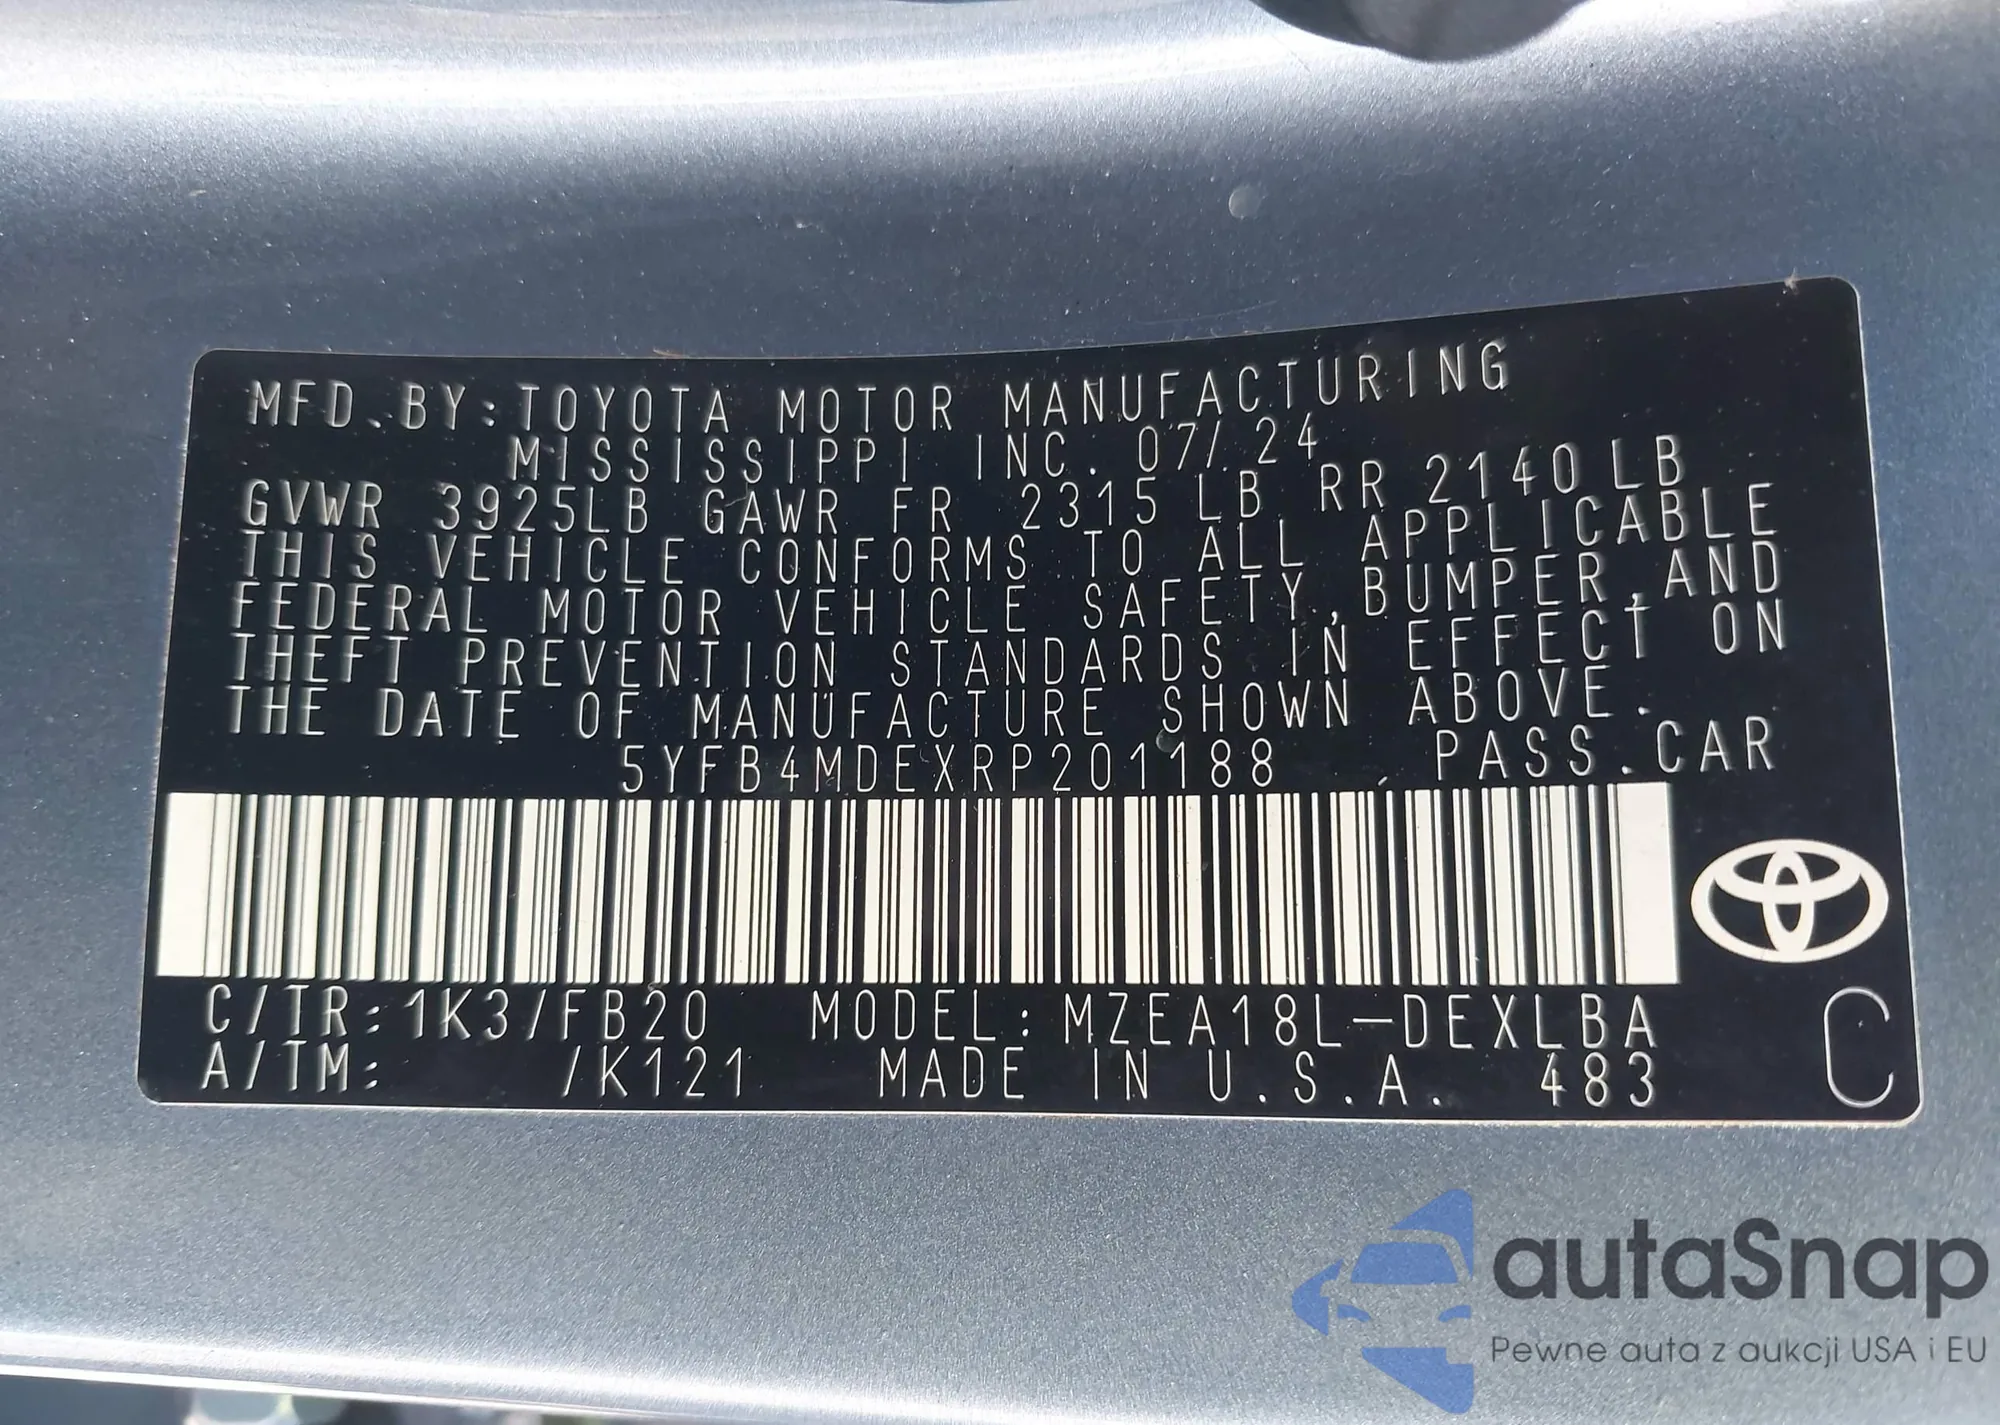 MFD. BY: TOYOTA MOTOR MANUFACTURING
MISSISSIPPI INC. 07/24
GVWR 3925LB GAWR FR 2315 LB RR 2140LB
THIS VEHICLE CONFORMS TO ALL APPLICABLE
FEDERAL MOTOR VEHICLE SAFETY, BUMPER, AND
THEFT PREVENTION STANDARDS IN EFFECT ON
THE DATE OF MANUFACTURE SHOWN ABOVE.
5YFB4MDEXRP201188 PASS. CAR
C/TR: 1K3/FB20 MODEL: MZEA18L-DEXLBA
A/TM: /K121 MADE IN U.S.A. 483
C
autaSnap
Pewne auta z aukcji USA i EU